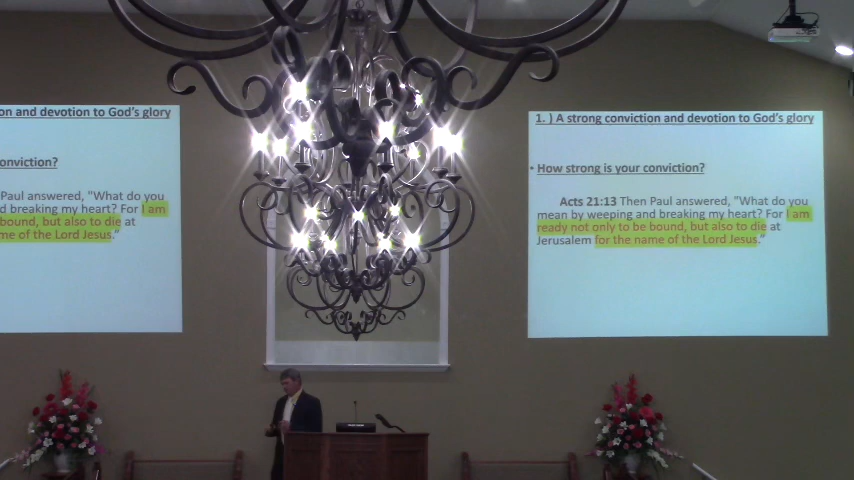 on and devotion to God's glory
onviction?
Paul answered, "What do you
d breaking my heart? For I am
bound, but also to die at
me of the Lord Jesus."
1. ) A strong conviction and devotion to God's glory
• How strong is your conviction?
Acts 21:13 Then Paul answered, "What do you
mean by weeping and breaking my heart? For I am
ready not only to be bound, but also to die at
Jerusalem for the name of the Lord Jesus."